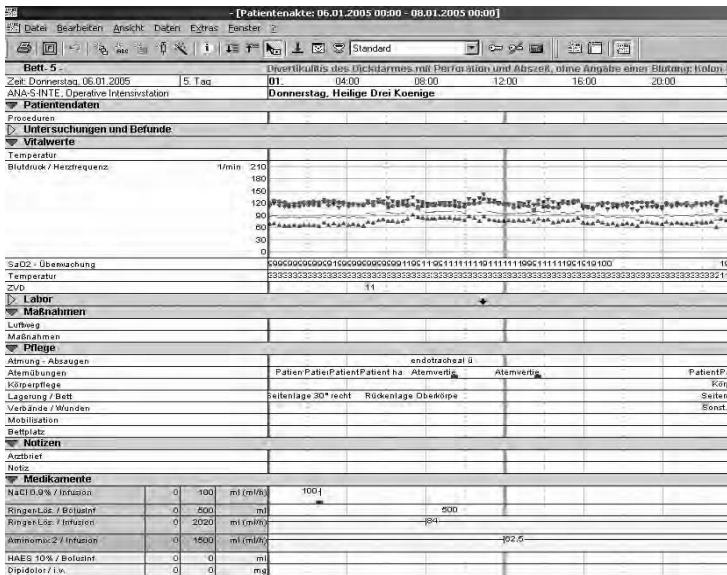 - [Patientenakte: 06.01.2005 00:00 - 08.01.2005 00:00]
Datei Bearbeiten Ansicht Daten Extras Fenster ?
Standard
Bett- 5 - Divertikulitis des Dickdarmes mit Perforation und Abszeß, ohne Angabe einer Blutung: Kolon
Zeit: Donnerstag, 06.01.2005 5. Tag 01. 04:00 08:00 12:00 16:00 20:00
ANA-S-INTE, Operative Intensivstation Donnerstag, Heilige Drei Koenige
Patientendaten
Proceduren
Untersuchungen und Befunde
Vitalwerte
Temperatur
Blutdruck / Herzfrequenz 1/min 210
180
150
120
90
60
30
0
SaO2 - Überwachung
Temperatur
ZVD 11
Labor
Maßnahmen
Luftweg
Maßnahmen
Pflege
Atmung - Absaugen endotracheal ü
Atemübungen Patien Patier Patient Patient ha Atemvertie Atemvertie Patient P
Körperpflege Kör
Lagerung / Bett Seitenlage 30° recht Rückenlage Oberkörpe Seiten
Verbände / Wunden Sonst.
Mobilisation
Bettplatz
Notizen
Arztbrief
Notiz
Medikamente
NaCl 0,9% / Infusion 0 100 ml (ml/h) 100
Ringer-Lös. / Bolusinf 0 500 ml 500
Ringer-Lös. / Infusion 0 2020 ml (ml/h) 84
Aminomix 2 / Infusion 0 1500 ml (ml/h) 62.5
HAES 10% / Bolusinf 0 0 ml
Dipidolor / i.v. 0 0 mg